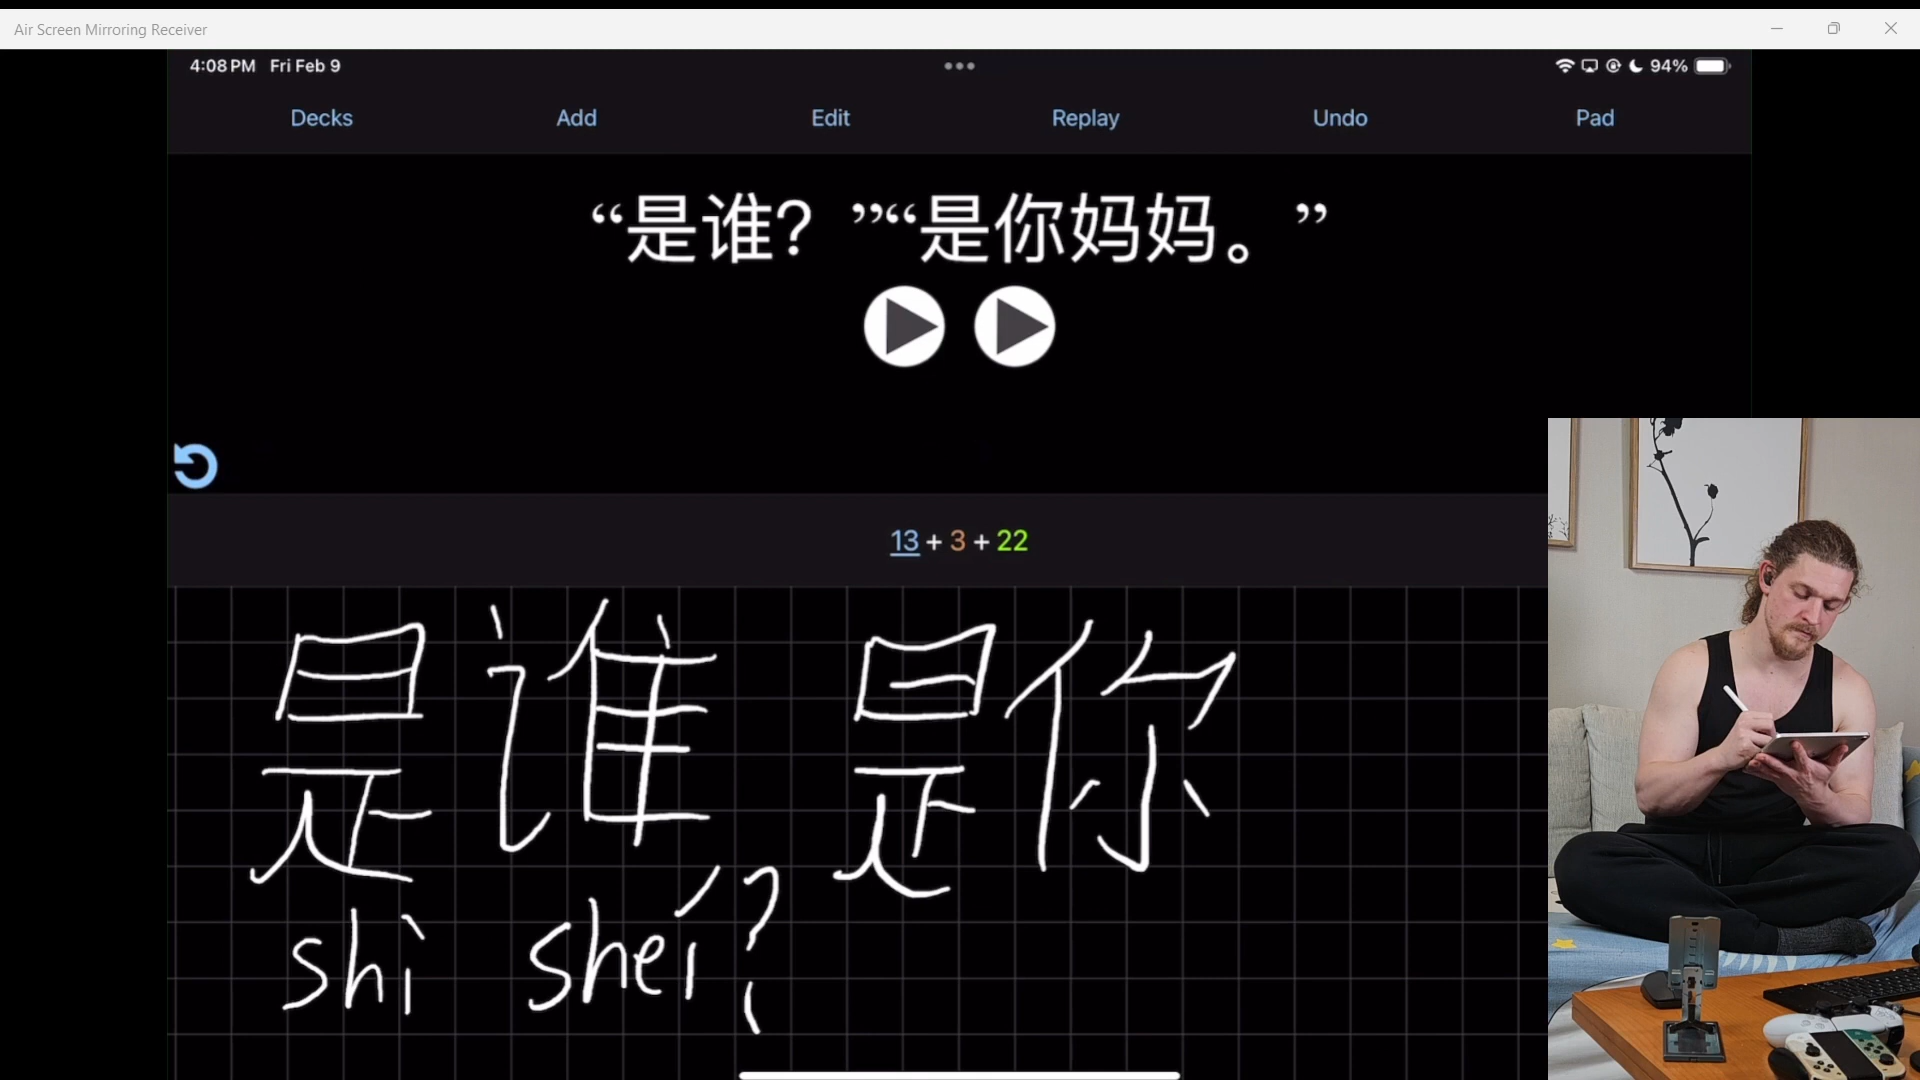 Air Screen Mirroring Receiver
4:08 PM Fri Feb 9
94%
Decks Add Edit Replay Undo Pad
“是谁？”“是你妈妈。”
13 + 3 + 22
是谁 是你
shì shéi?